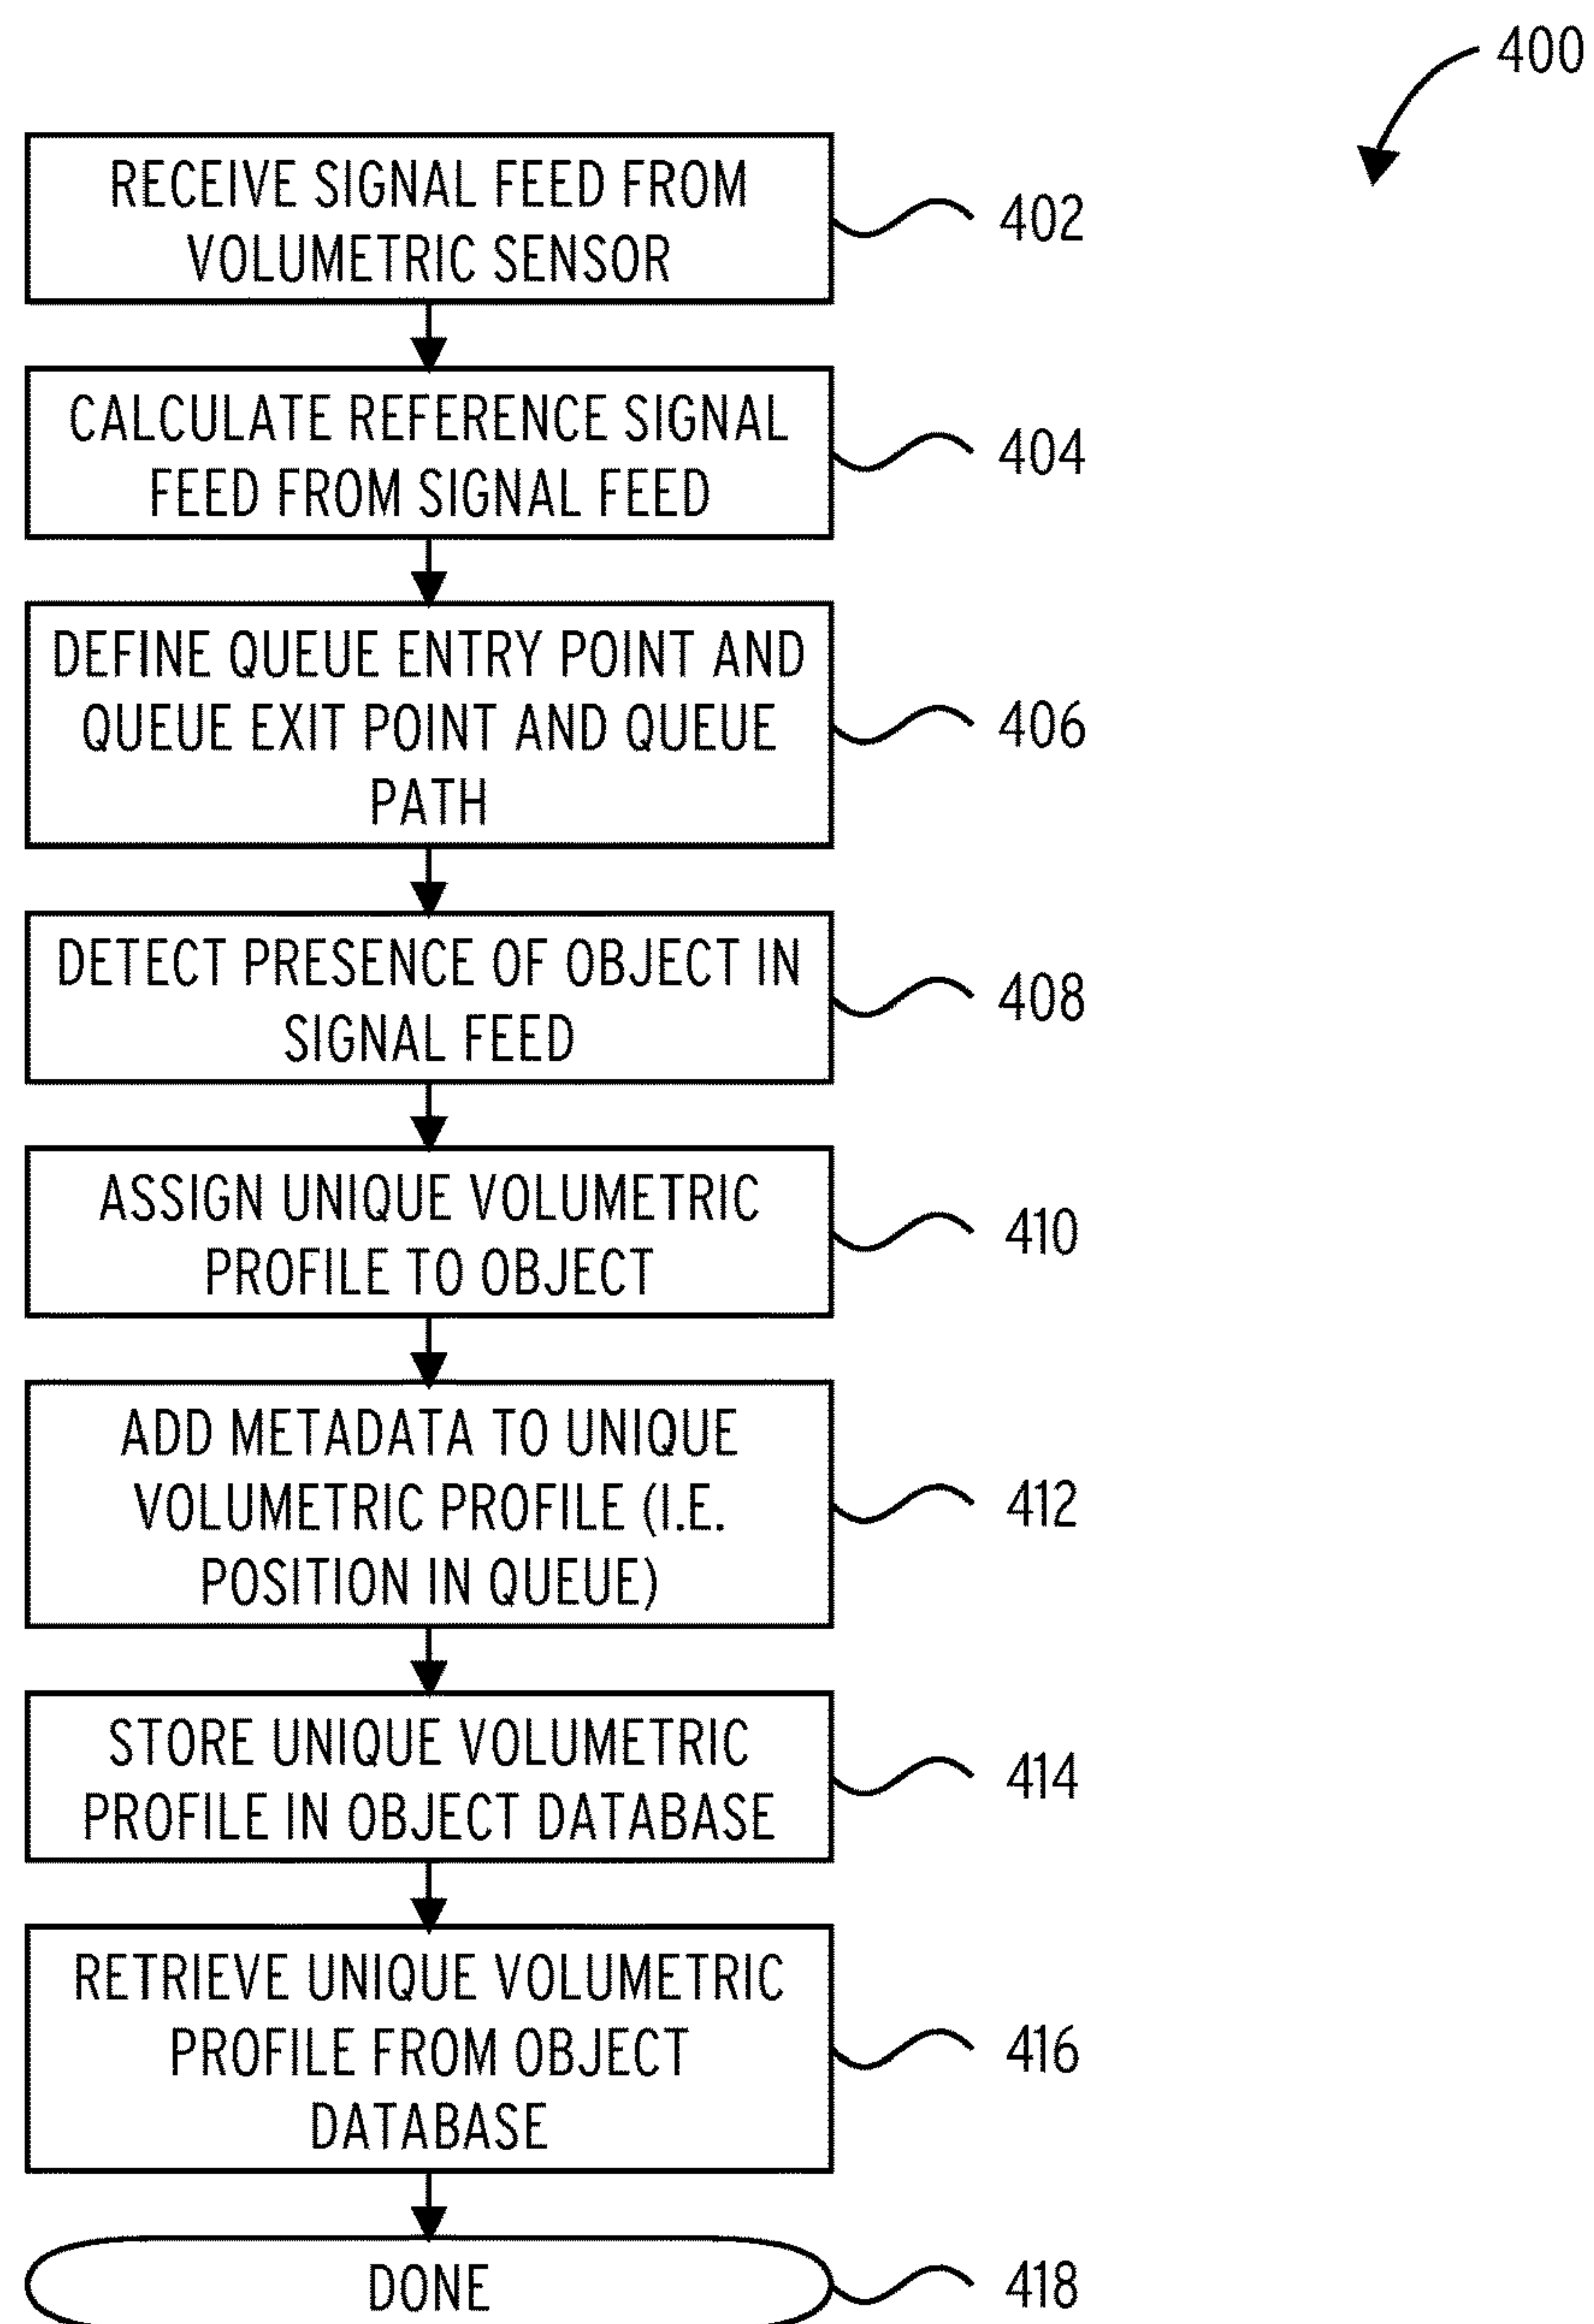 400
RECEIVE SIGNAL FEED FROM
VOLUMETRIC SENSOR
402
CALCULATE REFERENCE SIGNAL
FEED FROM SIGNAL FEED
404
DEFINE QUEUE ENTRY POINT AND
QUEUE EXIT POINT AND QUEUE
PATH
406
DETECT PRESENCE OF OBJECT IN
SIGNAL FEED
408
ASSIGN UNIQUE VOLUMETRIC
PROFILE TO OBJECT
410
ADD METADATA TO UNIQUE
VOLUMETRIC PROFILE (I.E.
POSITION IN QUEUE)
412
STORE UNIQUE VOLUMETRIC
PROFILE IN OBJECT DATABASE
414
RETRIEVE UNIQUE VOLUMETRIC
PROFILE FROM OBJECT
DATABASE
416
DONE
418